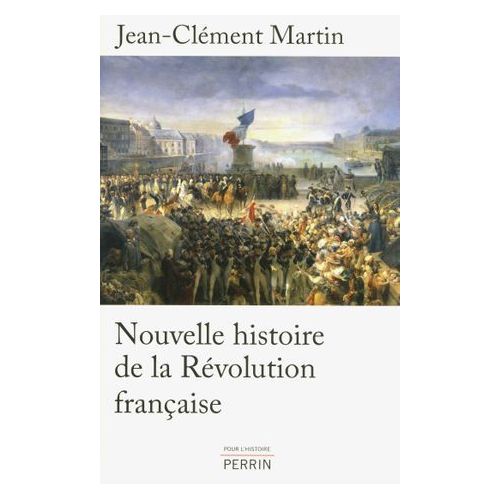 Jean-Clément Martin
Nouvelle histoire
de la Révolution
française
POUR L'HISTOIRE
PERRIN